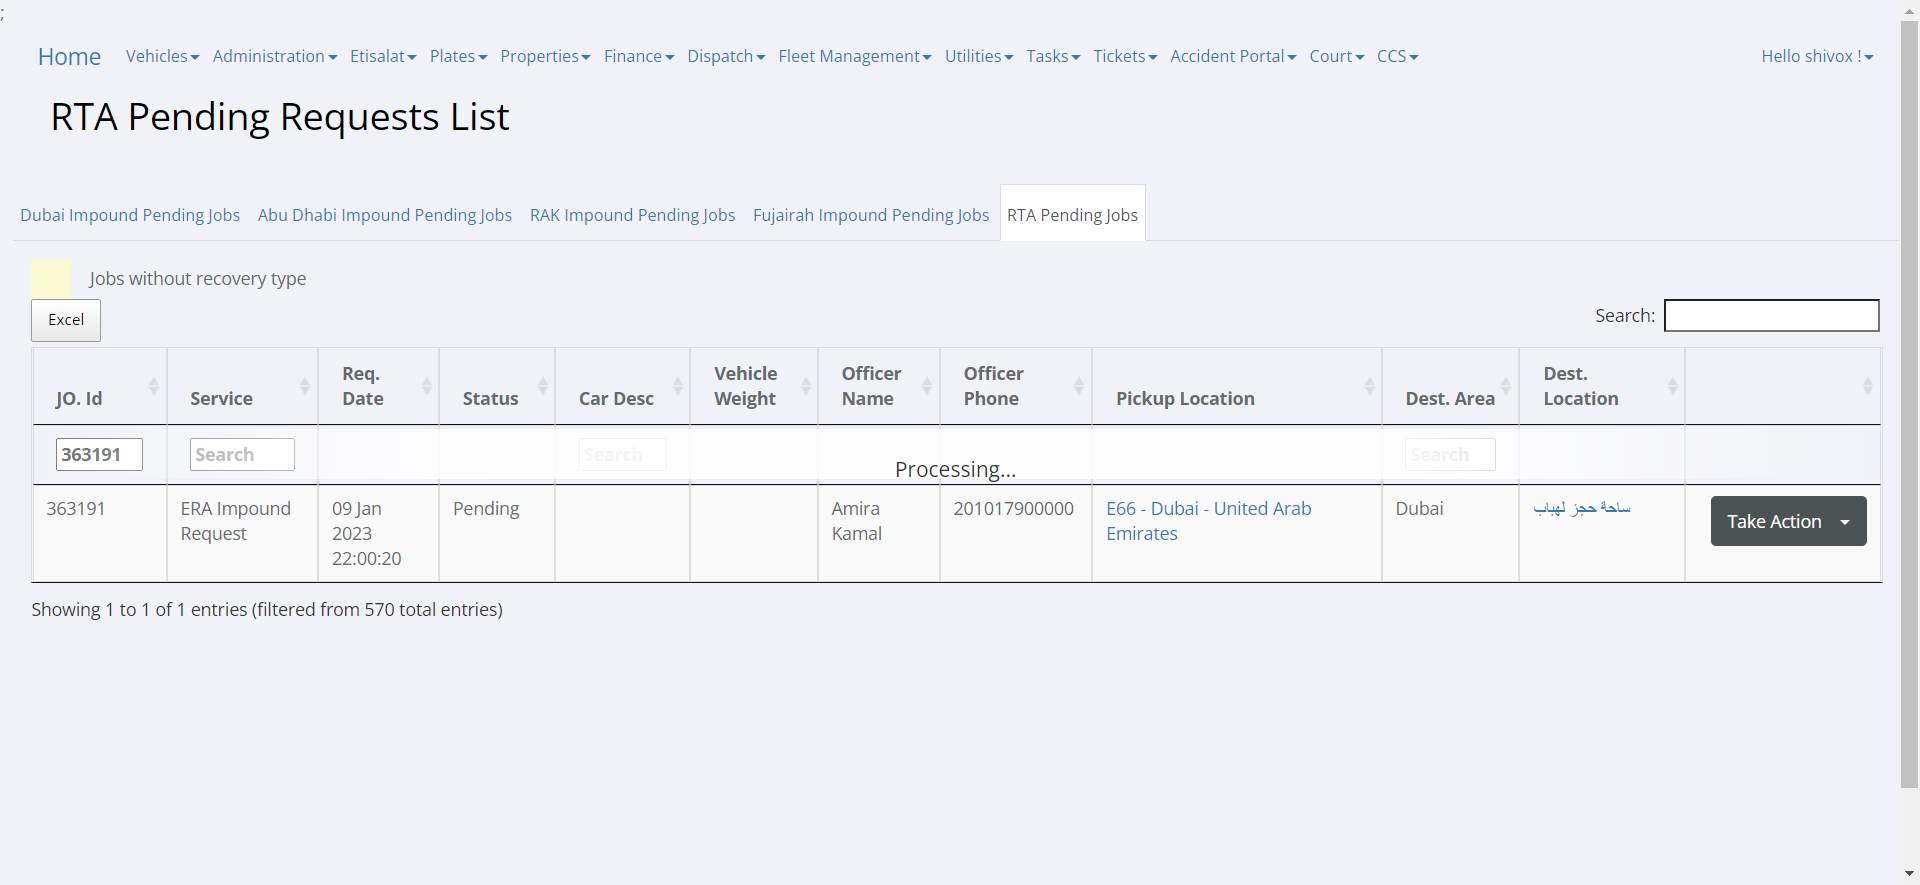 ;
Home Vehicles Administration Etisalat Plates Properties Finance Dispatch Fleet Management Utilities Tasks Tickets Accident Portal Court CCS Hello shivox !
RTA Pending Requests List
Dubai Impound Pending Jobs Abu Dhabi Impound Pending Jobs RAK Impound Pending Jobs Fujairah Impound Pending Jobs RTA Pending Jobs
Jobs without recovery type
Excel
Search:
JO. Id
Service
Req.
Date
Status
Car Desc
Vehicle
Weight
Officer
Name
Officer
Phone
Pickup Location
Dest. Area
Dest.
Location
363191 Search Search Search
Processing...
363191
ERA Impound
Request
09 Jan
2023
22:00:20
Pending
Amira
Kamal
201017900000
E66 - Dubai - United Arab
Emirates
Dubai
ساحة حجز لهباب
Take Action
Showing 1 to 1 of 1 entries (filtered from 570 total entries)